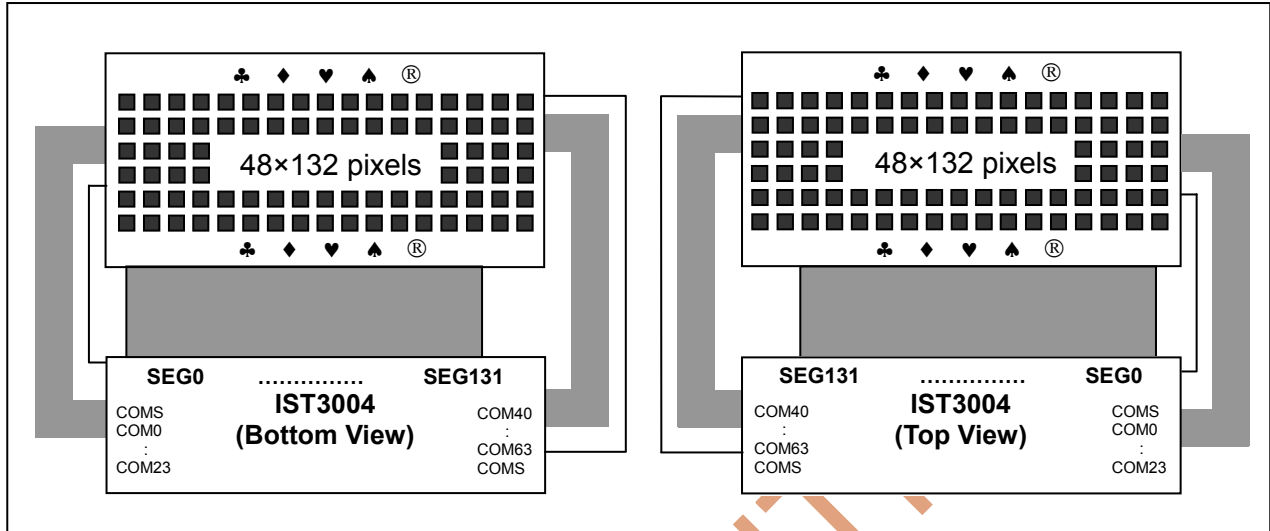 ♣ ♦ ♥ ♠ ®
48×132 pixels
♣ ♦ ♥ ♠ ®
SEG0 ............... SEG131
IST3004
(Bottom View)
COMS
COM0
:
COM23
COM40
:
COM63
COMS
♣ ♦ ♥ ♠ ®
48×132 pixels
♣ ♦ ♥ ♠ ®
SEG131 ............... SEG0
IST3004
(Top View)
COM40
:
COM63
COMS
COMS
COM0
:
COM23